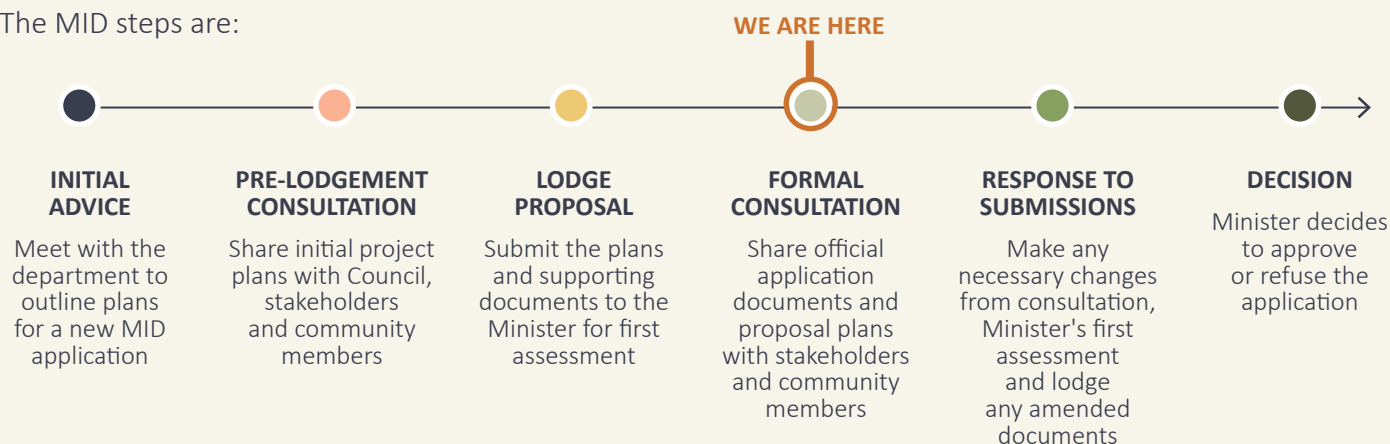 The MID steps are:
WE ARE HERE
INITIAL
ADVICE
Meet with the
department to
outline plans
for a new MID
application
PRE-LODGEMENT
CONSULTATION
Share initial project
plans with Council,
stakeholders
and community
members
LODGE
PROPOSAL
Submit the plans
and supporting
documents to the
Minister for first
assessment
FORMAL
CONSULTATION
Share official
application
documents and
proposal plans
with stakeholders
and community
members
RESPONSE TO
SUBMISSIONS
Make any
necessary changes
from consultation,
Minister's first
assessment
and lodge
any amended
documents
DECISION
Minister decides
to approve
or refuse the
application